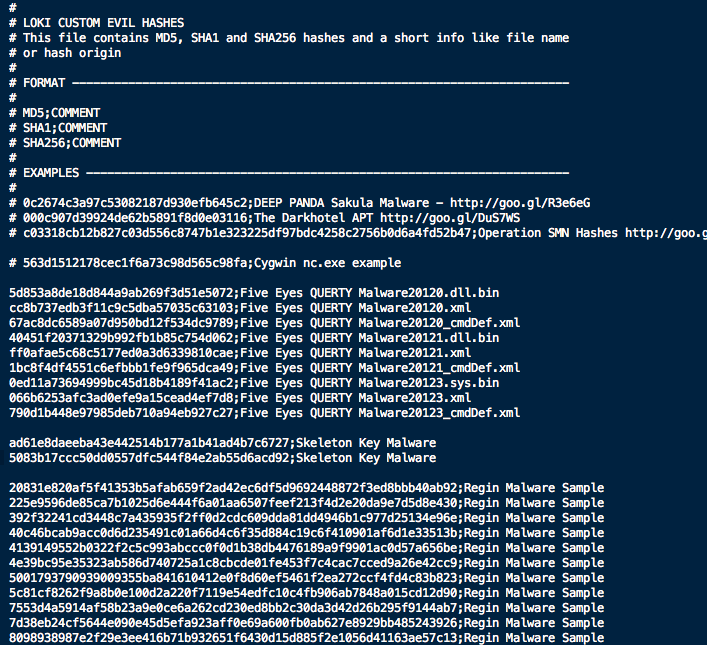 #
# LOKI CUSTOM EVIL HASHES
# This file contains MD5, SHA1 and SHA256 hashes and a short info like file name
# or hash origin
#
# FORMAT -----------------------------------------------------------------------
#
# MD5;COMMENT
# SHA1;COMMENT
# SHA256;COMMENT
#
# EXAMPLES ---------------------------------------------------------------------
#
# 0c2674c3a97c53082187d930efb645c2;DEEP PANDA Sakula Malware - http://goo.gl/R3e6eG
# 000c907d39924de62b5891f8d0e03116;The Darkhotel APT http://goo.gl/DuS7WS
# c03318cb12b827c03d556c8747b1e323225df97bdc4258c2756b0d6a4fd52b47;Operation SMN Hashes http://goo.g
# 563d1512178cec1f6a73c98d565c98fa;Cygwin nc.exe example
5d853a8de18d844a9ab269f3d51e5072;Five Eyes QUERTY Malware20120.dll.bin
cc8b737edb3f11c9c5dba57035c63103;Five Eyes QUERTY Malware20120.xml
67ac8dc6589a07d950bd12f534dc9789;Five Eyes QUERTY Malware20120_cmdDef.xml
40451f20371329b992fb1b85c754d062;Five Eyes QUERTY Malware20121.dll.bin
ff0afae5c68c5177ed0a3d6339810cae;Five Eyes QUERTY Malware20121.xml
1bc8f4df4551c6efbbb1fe9f965dca49;Five Eyes QUERTY Malware20121_cmdDef.xml
0ed11a73694999bc45d18b4189f41ac2;Five Eyes QUERTY Malware20123.sys.bin
066b6253afc3ad0efe9a15cead4ef7d8;Five Eyes QUERTY Malware20123.xml
790d1b448e97985deb710a94eb927c27;Five Eyes QUERTY Malware20123_cmdDef.xml
ad61e8daeeba43e442514b177a1b41ad4b7c6727;Skeleton Key Malware
5083b17ccc50dd0557dfc544f84e2ab55d6acd92;Skeleton Key Malware
20831e820af5f41353b5afab659f2ad42ec6df5d9692448872f3ed8bbb40ab92;Regin Malware Sample
225e9596de85ca7b1025d6e444f6a01aa6507feef213f4d2e20da9e7d5d8e430;Regin Malware Sample
392f32241cd3448c7a435935f2ff0d2cdc609dda81dd4946b1c977d25134e96e;Regin Malware Sample
40c46bcab9acc0d6d235491c01a66d4c6f35d884c19c6f410901af6d1e33513b;Regin Malware Sample
4139149552b0322f2c5c993abccc0f0d1b38db4476189a9f9901ac0d57a656be;Regin Malware Sample
4e39bc95e35323ab586d740725a1c8cbcde01fe453f7c4cac7cced9a26e42cc9;Regin Malware Sample
5001793790939009355ba841610412e0f8d60ef5461f2ea272ccf4fd4c83b823;Regin Malware Sample
5c81cf8262f9a8b0e100d2a220f7119e54edfc10c4fb906ab7848a015cd12d90;Regin Malware Sample
7553d4a5914af58b23a9e0ce6a262cd230ed8bb2c30da3d42d26b295f9144ab7;Regin Malware Sample
7d38eb24cf5644e090e45d5efa923aff0e69a600fb0ab627e8929bb485243926;Regin Malware Sample
8098938987e2f29e3ee416b71b932651f6430d15d885f2e1056d41163ae57c13;Regin Malware Sample